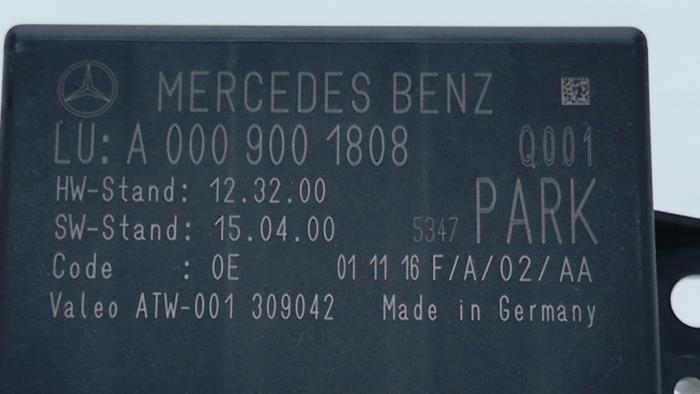 MERCEDES BENZ
LU: A 000 900 1808 Q001
HW-Stand: 12.32.00
SW-Stand: 15.04.00 5347 PARK
Code : 0E 01 11 16 F/A/02/AA
Valeo ATW-001 309042 Made in Germany